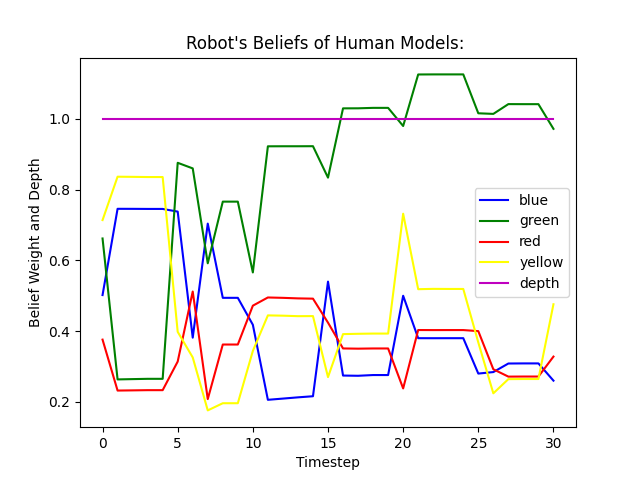 Robot's Beliefs of Human Models:
Belief Weight and Depth
1.0
0.8
0.6
0.4
0.2
blue
green
red
yellow
depth
0 5 10 15 20 25 30
Timestep